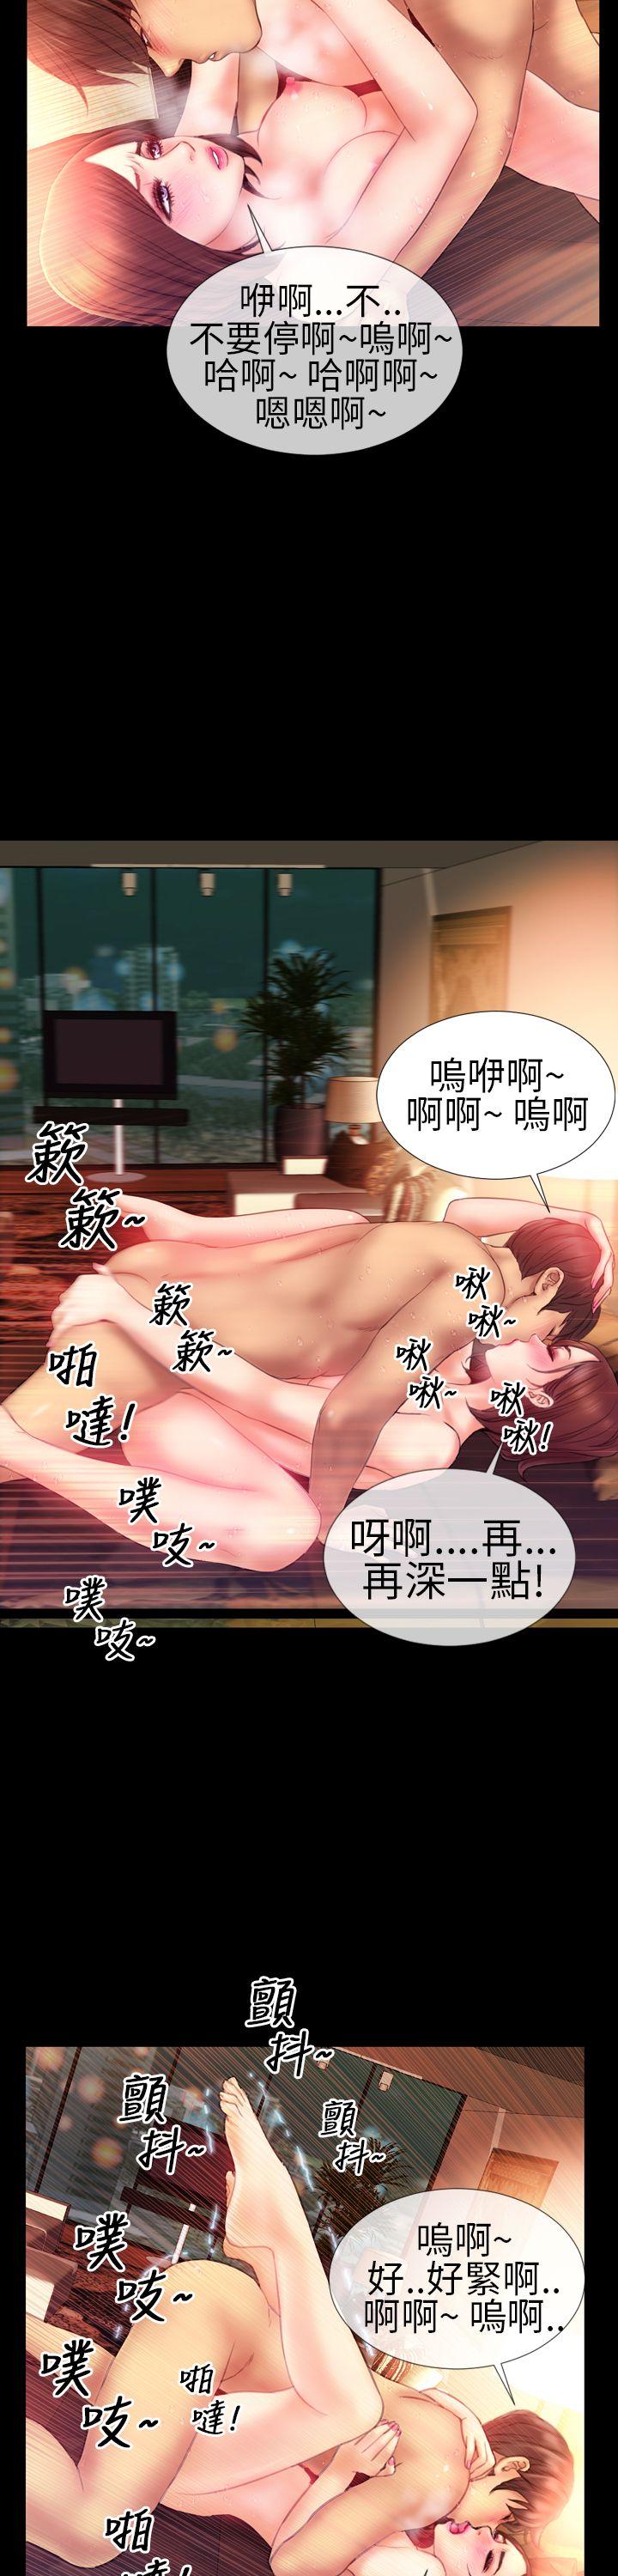 咿啊...不..
不要停啊~嗚啊~
哈啊~ 哈啊啊~
嗯嗯啊~
嗚咿啊~
啊啊~ 嗚啊
簌
簌~
簌
簌~
啾
啾~
啾
啾~
啾
啾!
啪
噠!
噗
吱~
噗
吱~
呀啊....再...
再深一點!
顫
抖~
顫
抖~
顫
抖~
嗚啊~
好..好緊啊..
啊啊~ 嗚啊..
噗
吱~
噗
吱~
啪
噠!
啪
噠